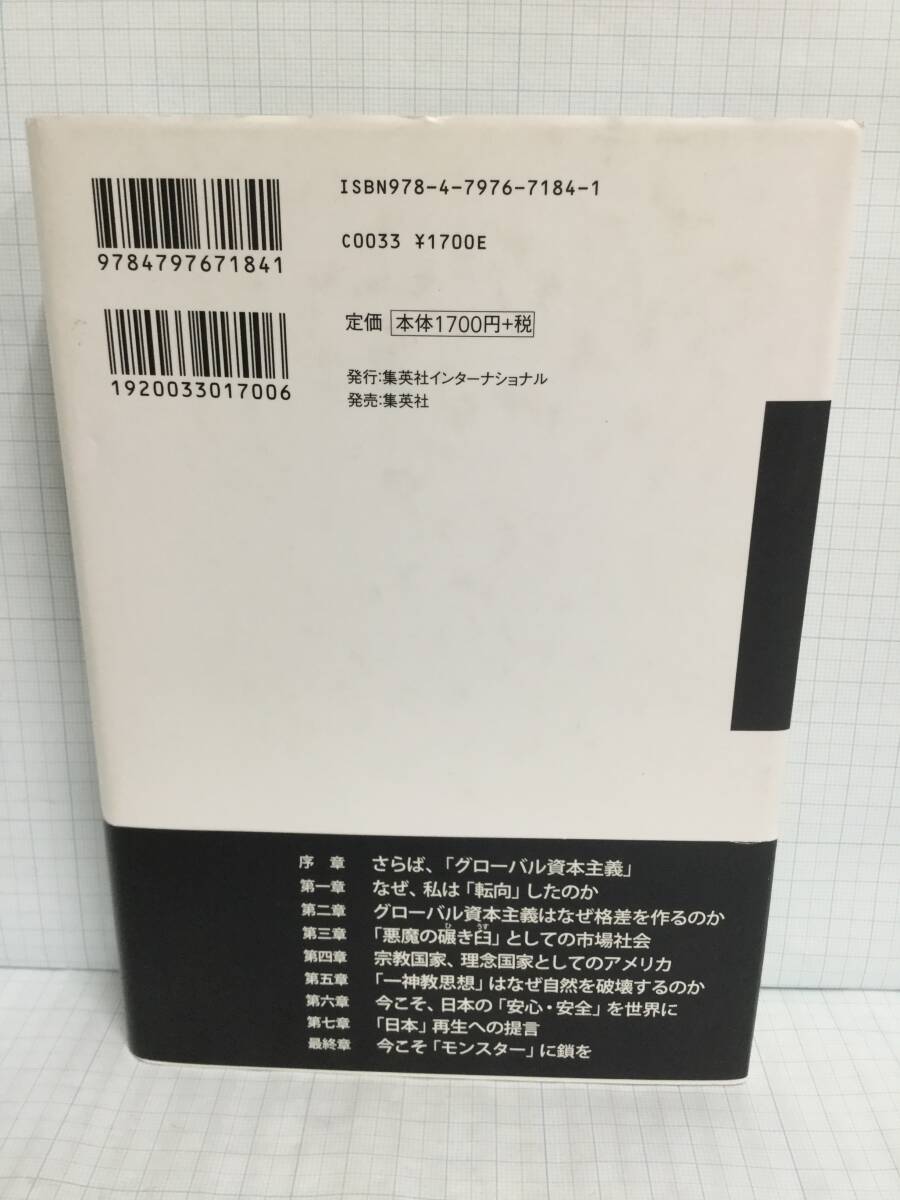 ISBN978-4-7976-7184-1
9784797671841
C0033 ¥1700E
1920033017006
定価 本体1700円+税
発行:集英社インターナショナル
発売:集英社
序 章 さらば、「グローバル資本主義」
第一章 なぜ、私は「転向」したのか
第二章 グローバル資本主義はなぜ格差を作るのか
第三章 「悪魔の碾き臼」としての市場社会
第四章 宗教国家、理念国家としてのアメリカ
第五章 「一神教思想」はなぜ自然を破壊するのか
第六章 今こそ、日本の「安心・安全」を世界に
第七章 「日本」再生への提言
最終章 今こそ「モンスター」に鎖を